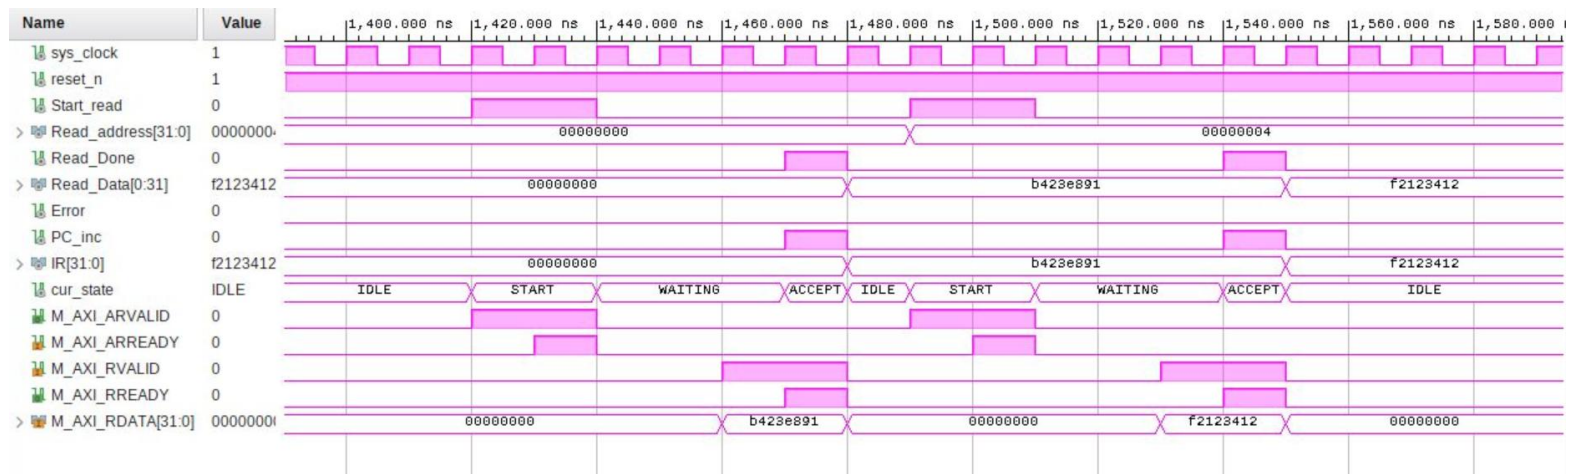 Name Value 1,400.000 ns 1,420.000 ns 1,440.000 ns 1,460.000 ns 1,480.000 ns 1,500.000 ns 1,520.000 ns 1,540.000 ns 1,560.000 ns 1,580.000
sys_clock 1
reset_n 1
Start_read 0
Read_address[31:0] 00000004 00000000 00000004
Read_Done 0
Read_Data[0:31] f2123412 00000000 b423e891 f2123412
Error 0
PC_inc 0
IR[31:0] f2123412 00000000 b423e891 f2123412
cur_state IDLE IDLE START WAITING ACCEPT IDLE START WAITING ACCEPT IDLE
M_AXI_ARVALID 0
M_AXI_ARREADY 0
M_AXI_RVALID 0
M_AXI_RREADY 0
M_AXI_RDATA[31:0] 00000000 00000000 b423e891 00000000 f2123412 00000000